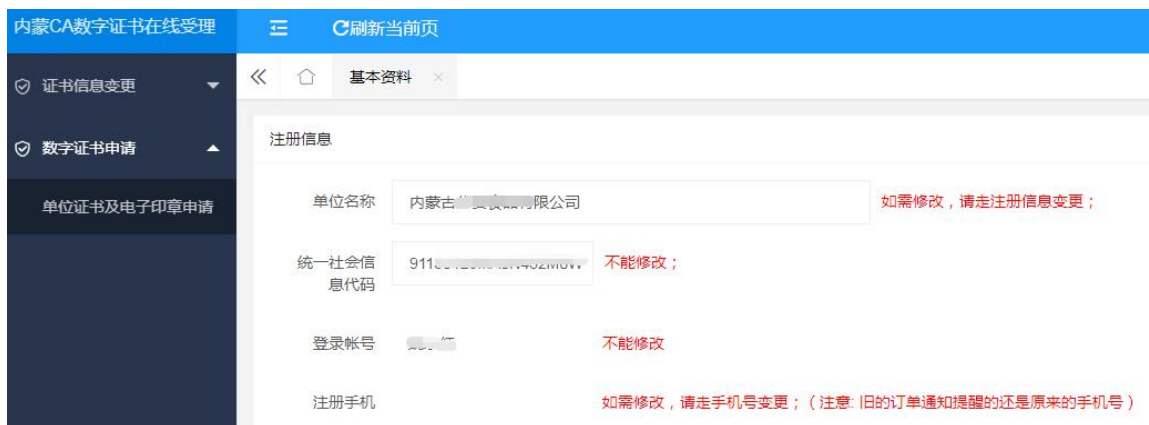 内蒙CA数字证书在线受理
刷新当前页
证书信息变更
基本资料 ×
数字证书申请
注册信息
单位证书及电子印章申请
单位名称 内蒙古 限公司 如需修改，请走注册信息变更；
统一社会信
息代码 911 不能修改；
登录帐号 不能修改
注册手机 如需修改，请走手机号变更；（注意: 旧的订单通知提醒的还是原来的手机号）